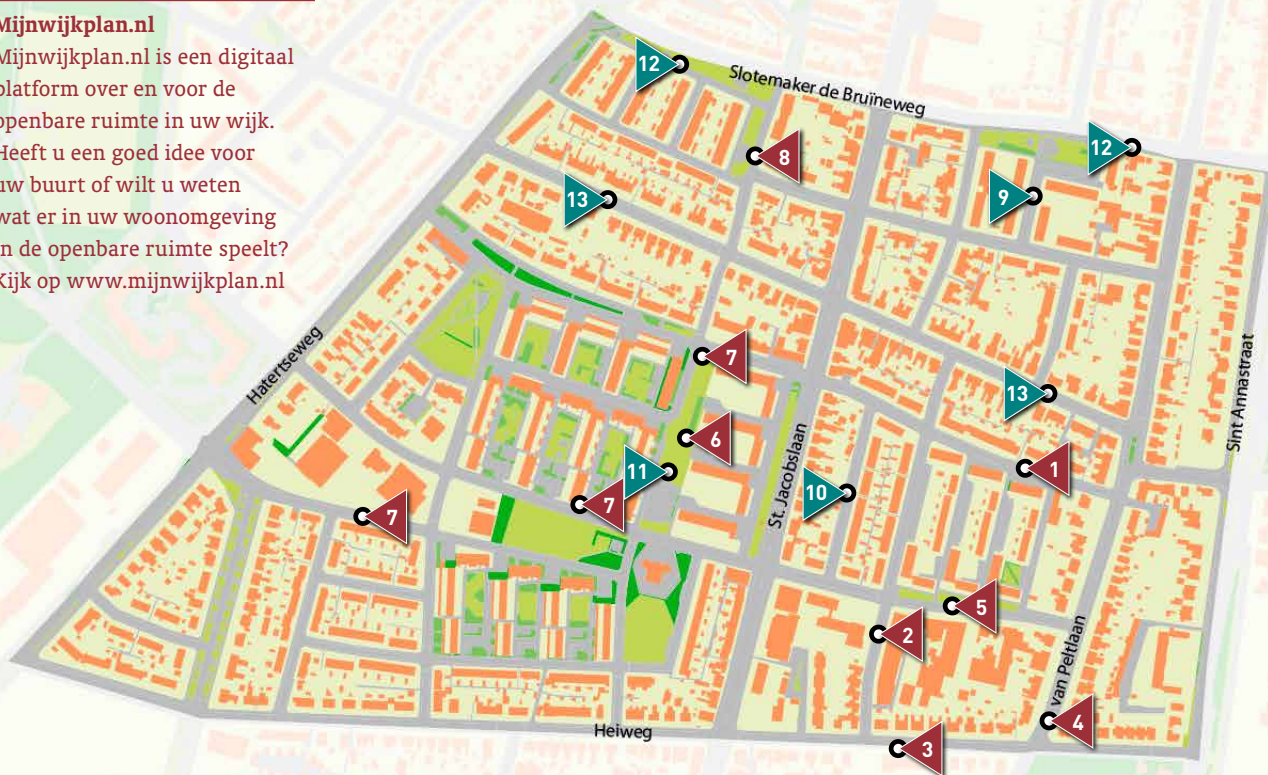 Mijnwijkplan.nl
Mijnwijkplan.nl is een digitaal
platform over en voor de
openbare ruimte in uw wijk.
Heeft u een goed idee voor
uw buurt of wilt u weten
wat er in uw woonomgeving
in de openbare ruimte speelt?
Kijk op www.mijnwijkplan.nl
12
Slotemaker de Bruïneweg
8
12
13
9
Hatertseweg
7
13
Sint Annastraat
6
11
1
St. Jacobslaan
10
7
7
5
2
van Peltlaan
4
Heiweg
3